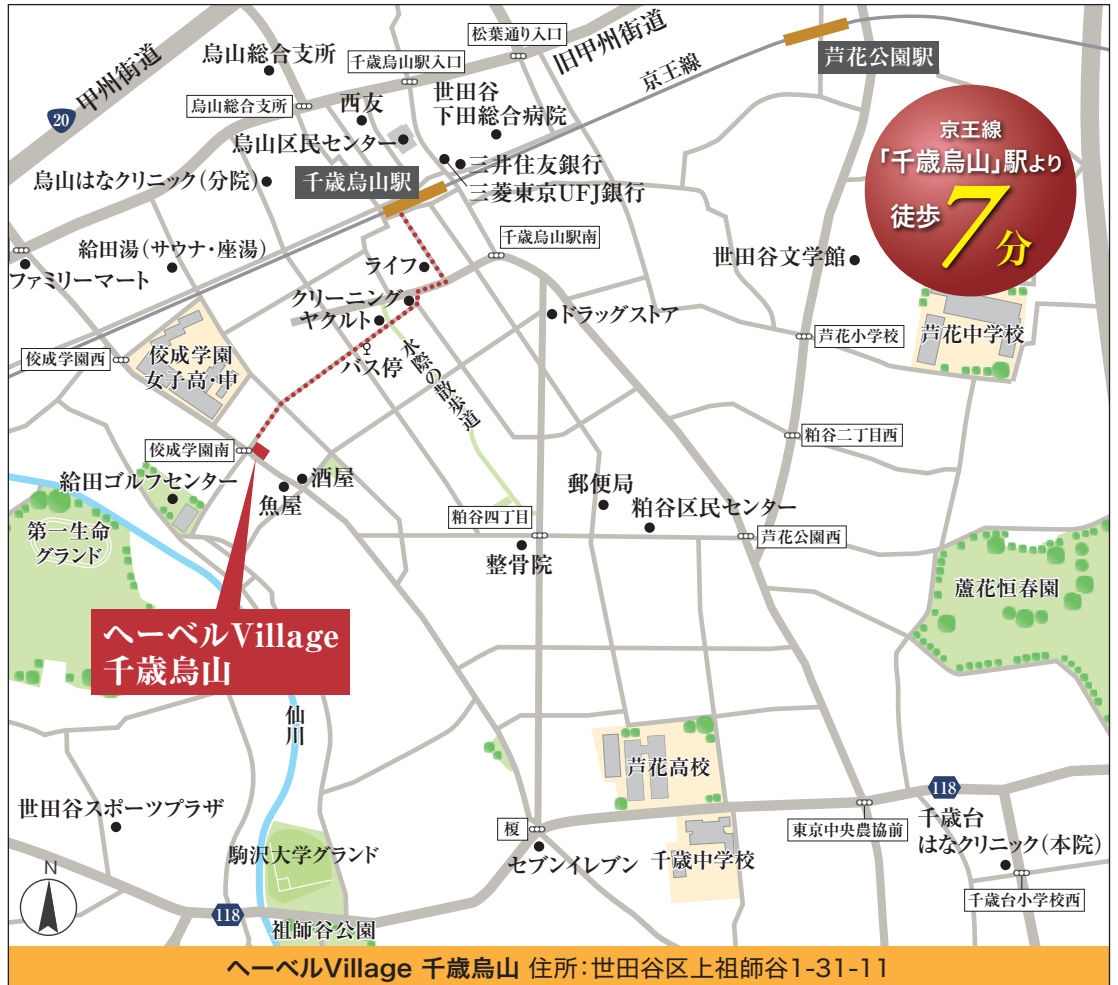 松葉通り入口
旧甲州街道
烏山総合支所
千歳烏山駅入口
芦花公園駅
甲州街道
20
京王線
世田谷
下田総合病院
西友
烏山総合支所
烏山区民センター
三井住友銀行
三菱東京UFJ銀行
烏山はなクリニック(分院)
千歳烏山駅
京王線
「千歳烏山」駅より
徒歩
7分
給田湯(サウナ・座湯)
千歳烏山駅南
ファミリーマート
ライフ
世田谷文学館
クリーニング
ヤクルト
ドラッグストア
芦花小学校
芦花中学校
佼成学園西
佼成学園
女子高・中
バス停
水際の散歩道
佼成学園南
粕谷二丁目西
給田ゴルフセンター
酒屋
魚屋
郵便局
粕谷区民センター
粕谷四丁目
芦花公園西
第一生命
グランド
整骨院
蘆花恒春園
ヘーベルVillage
千歳烏山
仙川
芦花高校
118
世田谷スポーツプラザ
榎
東京中央農協前
千歳台
はなクリニック(本院)
駒沢大学グランド
セブンイレブン
千歳中学校
千歳台小学校西
N
118
祖師谷公園
ヘーベルVillage 千歳烏山 住所:世田谷区上祖師谷1-31-11